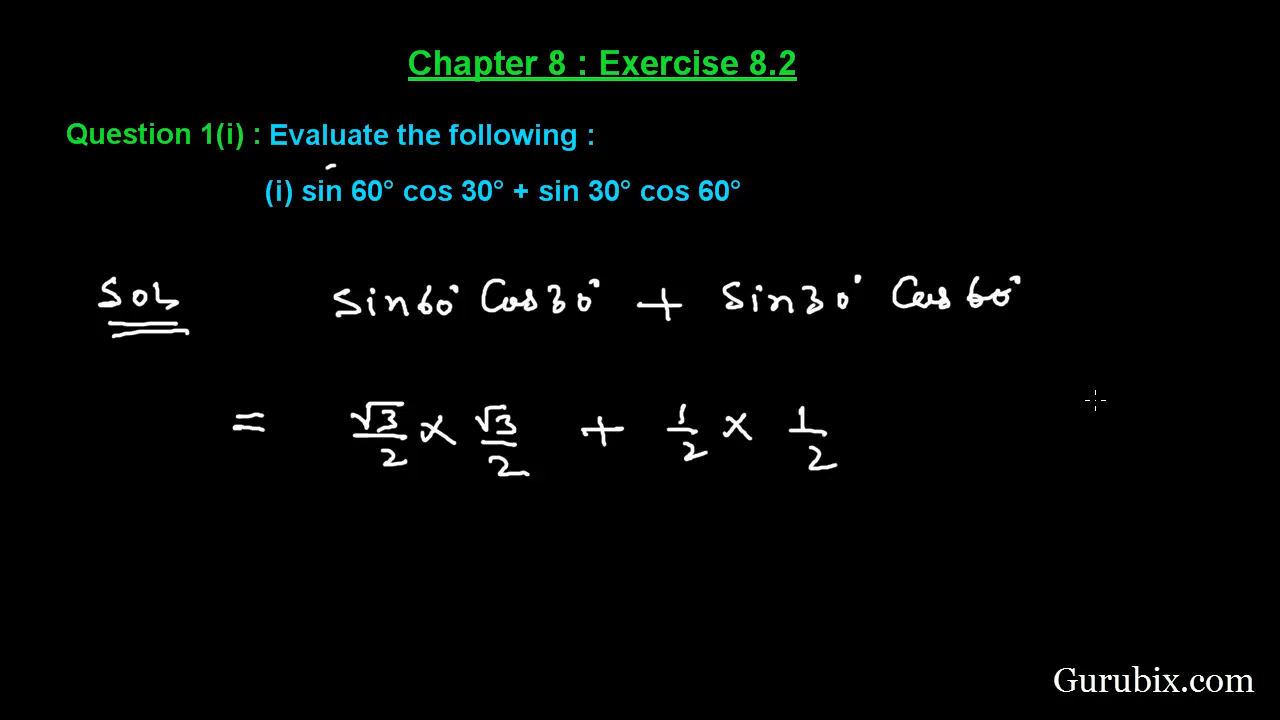 Chapter 8 : Exercise 8.2
Question 1(i) : Evaluate the following :
(i) sin 60° cos 30° + sin 30° cos 60°
Sol Sin60° Cos30° + Sin30° Cos60°
= √3/2 × √3/2 + 1/2 × 1/2
Gurubix.com